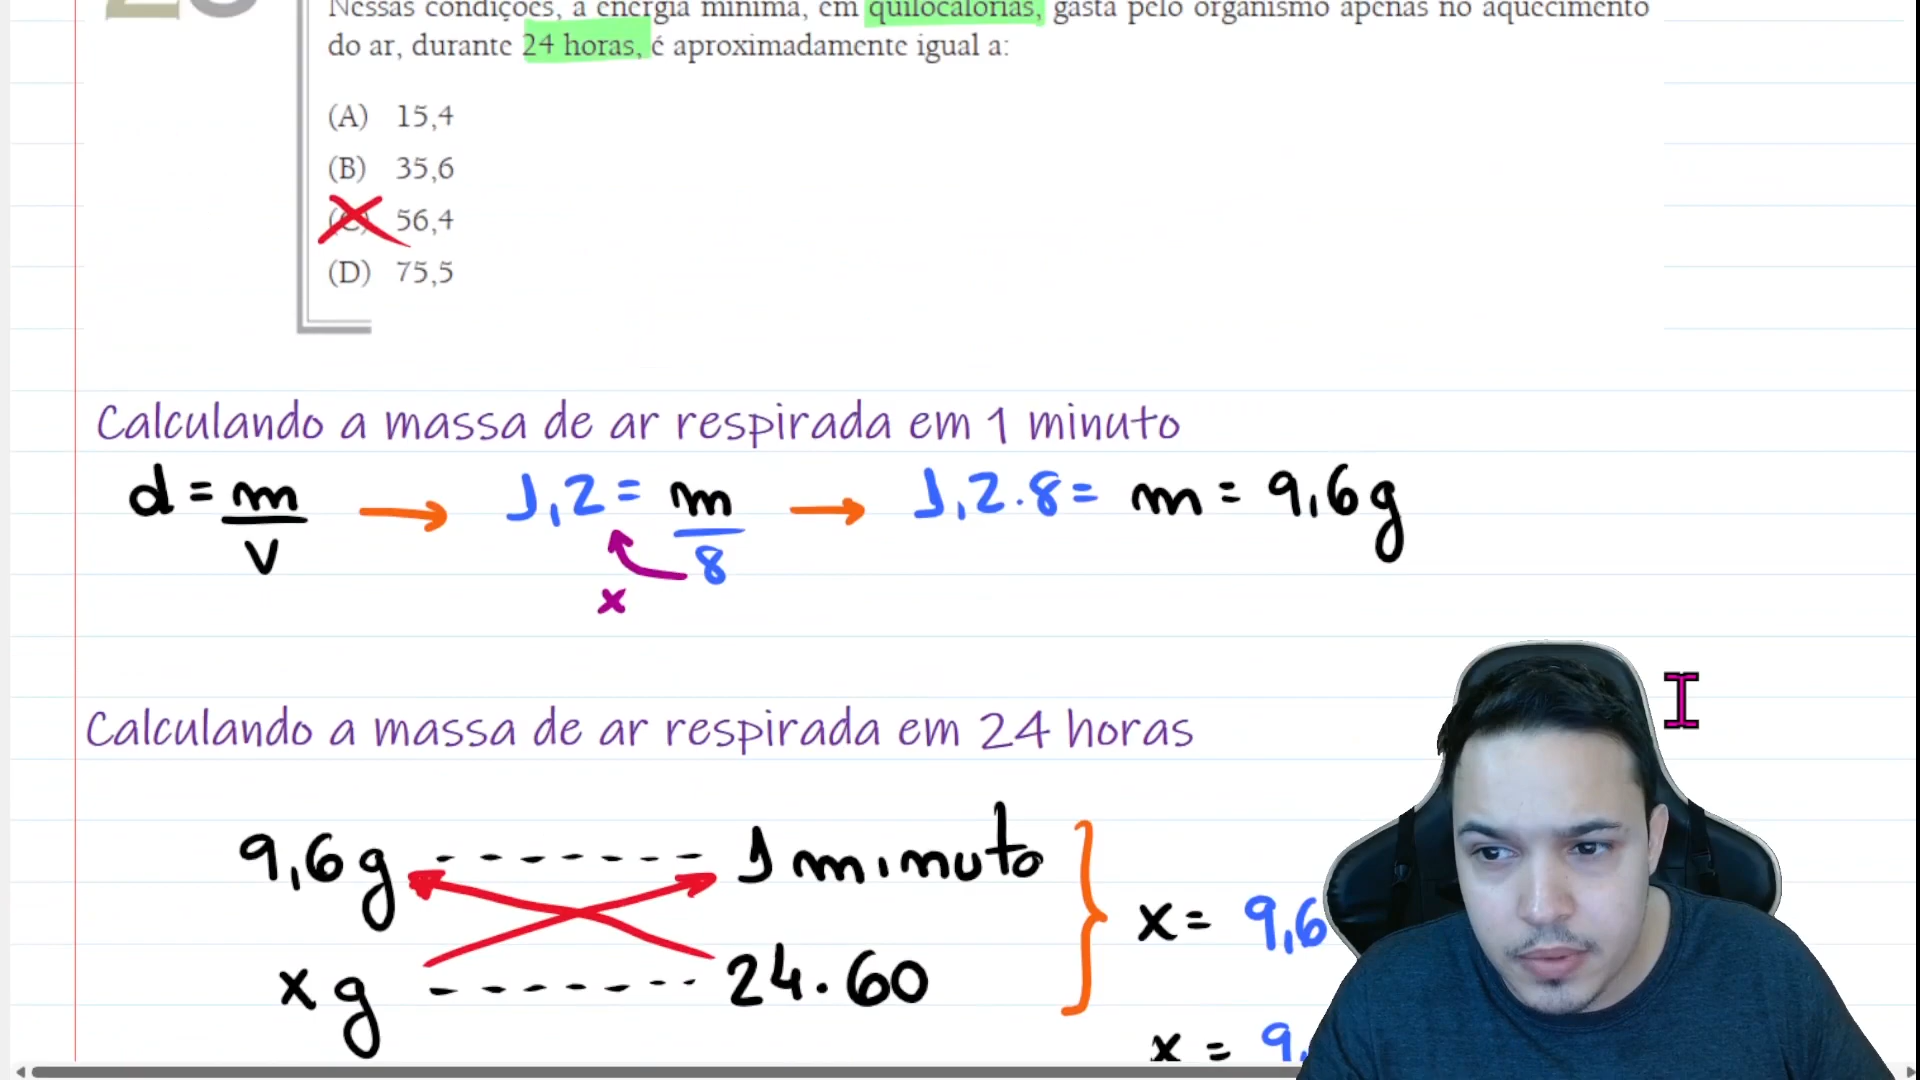 Nessas condições, a energia mínima, em quilocalorias, gasta pelo organismo apenas no aquecimento
do ar, durante 24 horas, é aproximadamente igual a:
(A) 15,4
(B) 35,6
(C) 56,4
(D) 75,5
Calculando a massa de ar respirada em 1 minuto
d = m/V → 1,2 = m/8 → 1,2.8 = m = 9,6g
x
Calculando a massa de ar respirada em 24 horas
9,6g ------- 1 minuto
x g ------- 24.60
x = 9,6
x = 9,